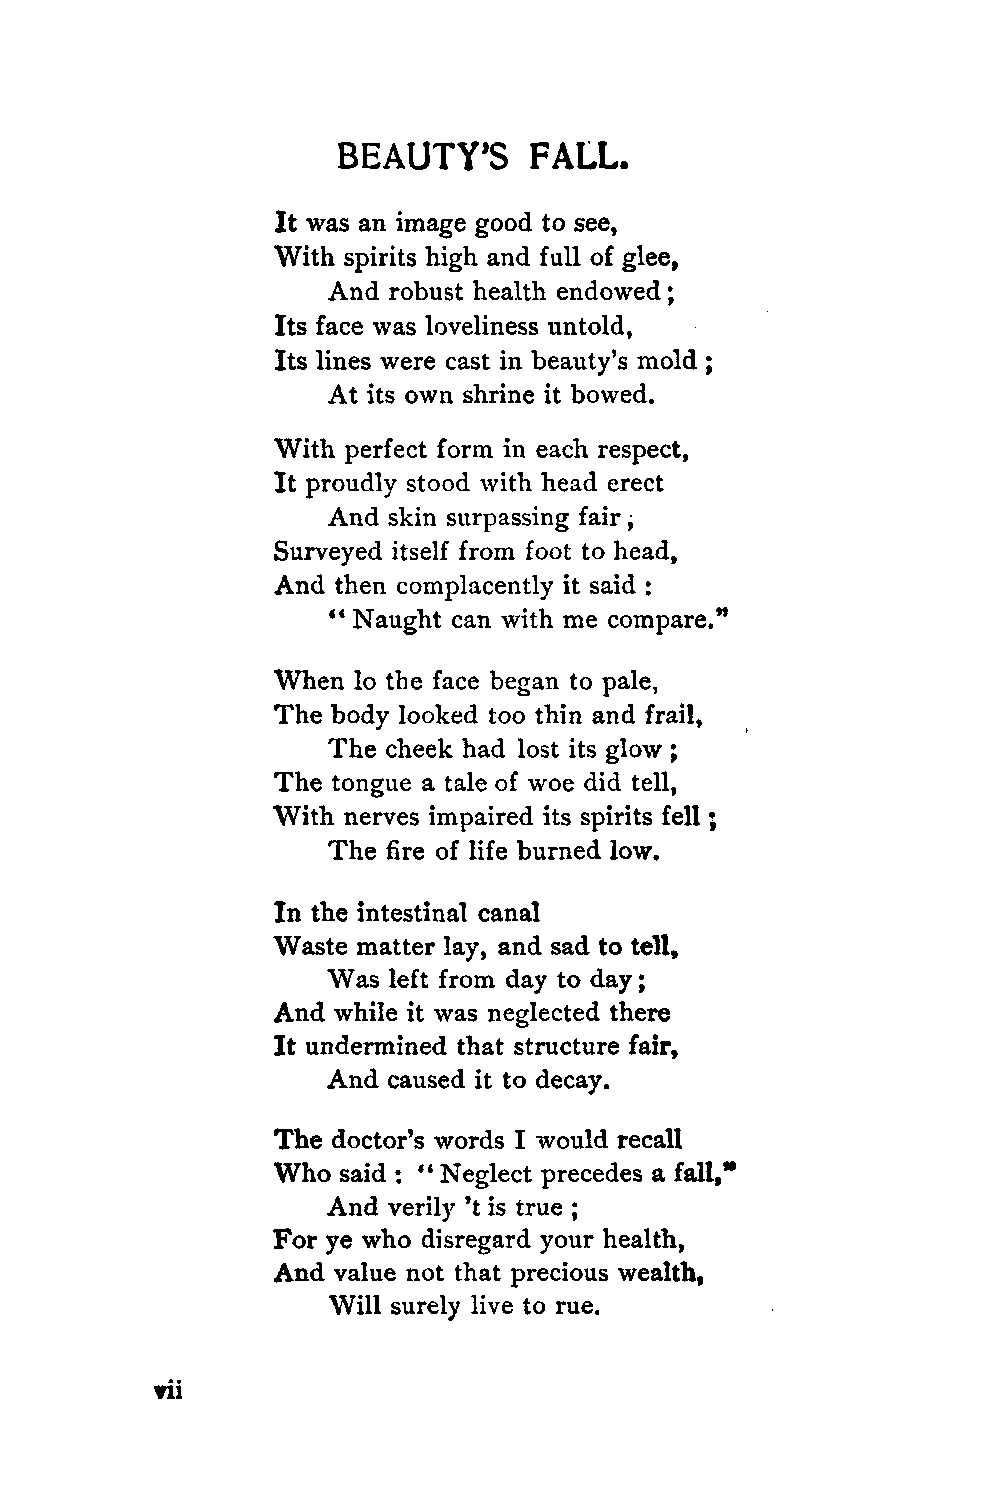 BEAUTY'S FALL.
It was an image good to see,
With spirits high and full of glee,
And robust health endowed;
Its face was loveliness untold,
Its lines were cast in beauty's mold;
At its own shrine it bowed.
With perfect form in each respect,
It proudly stood with head erect
And skin surpassing fair;
Surveyed itself from foot to head,
And then complacently it said:
"Naught can with me compare."
When lo the face began to pale,
The body looked too thin and frail,
The cheek had lost its glow;
The tongue a tale of woe did tell,
With nerves impaired its spirits fell;
The fire of life burned low.
In the intestinal canal
Waste matter lay, and sad to tell,
Was left from day to day;
And while it was neglected there
It undermined that structure fair,
And caused it to decay.
The doctor's words I would recall
Who said: "Neglect precedes a fall,"
And verily 't is true;
For ye who disregard your health,
And value not that precious wealth,
Will surely live to rue.
vii